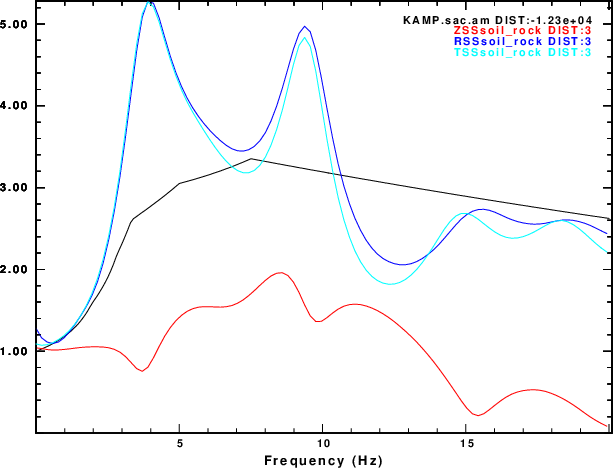 5.00
KAMP.sac.am DIST:-1.23e+04
ZSSsoil_rock DIST:3
RSSsoil_rock DIST:3
TSSsoil_rock DIST:3
4.00
3.00
2.00
1.00
5 10 15
Frequency (Hz)